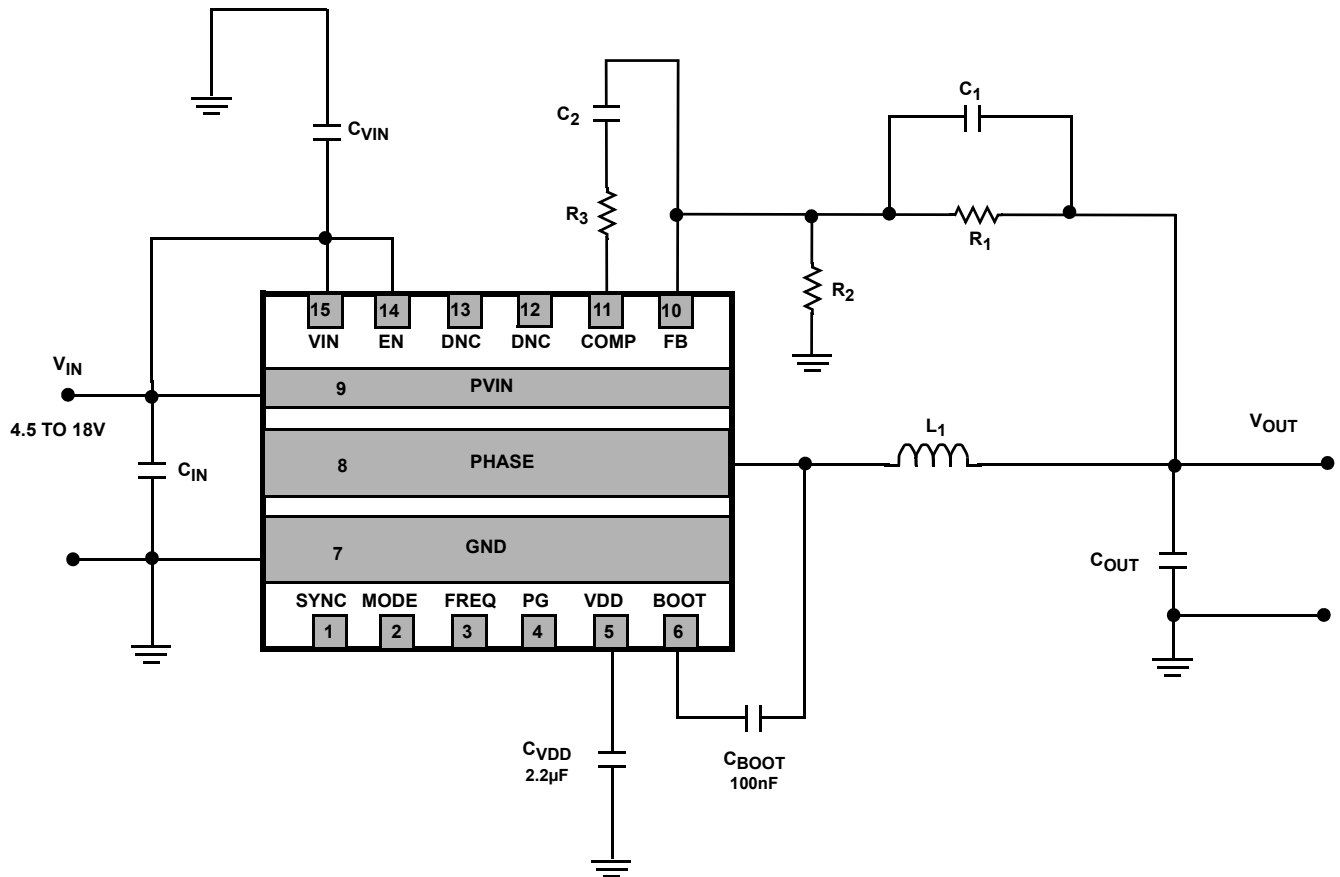 C1
CVIN
C2
R3
R1
R2
15 14 13 12 11 10
VIN EN DNC DNC COMP FB
VIN
9 PVIN
4.5 TO 18V
L1
VOUT
8 PHASE
CIN
7 GND
COUT
SYNC MODE FREQ PG VDD BOOT
1 2 3 4 5 6
CVDD
2.2µF
CBOOT
100nF